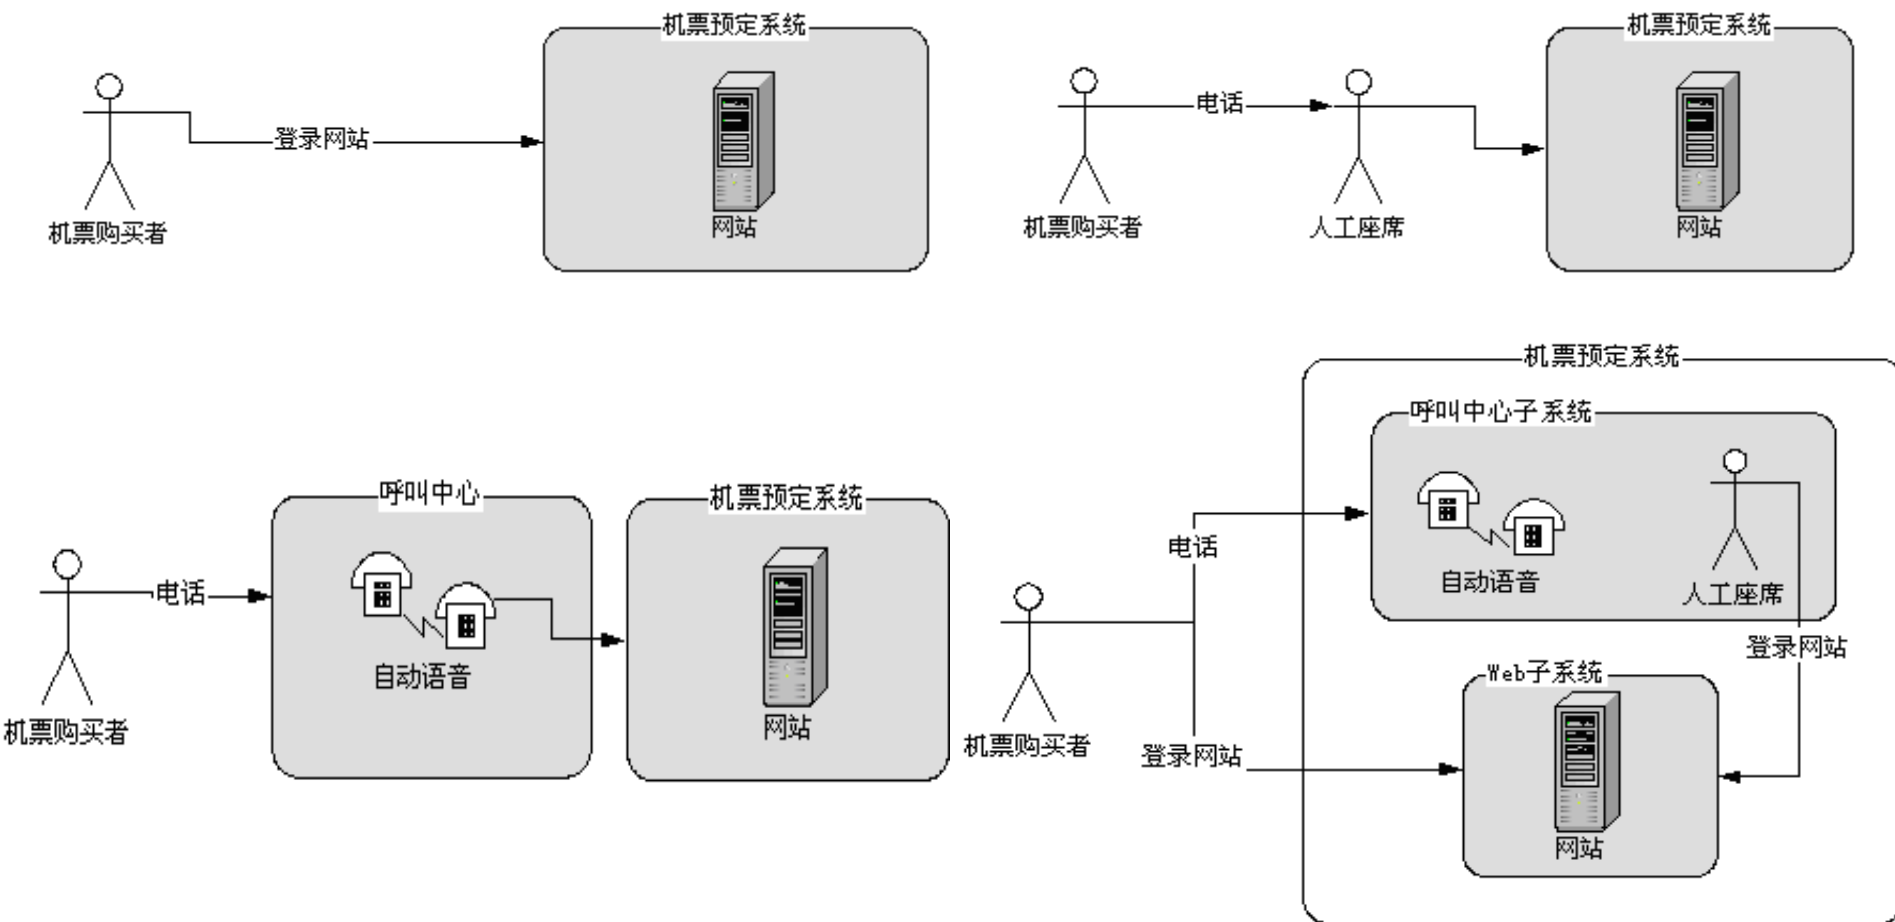 机票预定系统
登录网站
机票购买者
网站
机票预定系统
电话
机票购买者
人工座席
网站
呼叫中心
机票预定系统
电话
自动语音
机票购买者
网站
机票预定系统
呼叫中心子系统
电话
自动语音
人工座席
登录网站
Web子系统
机票购买者
登录网站
网站